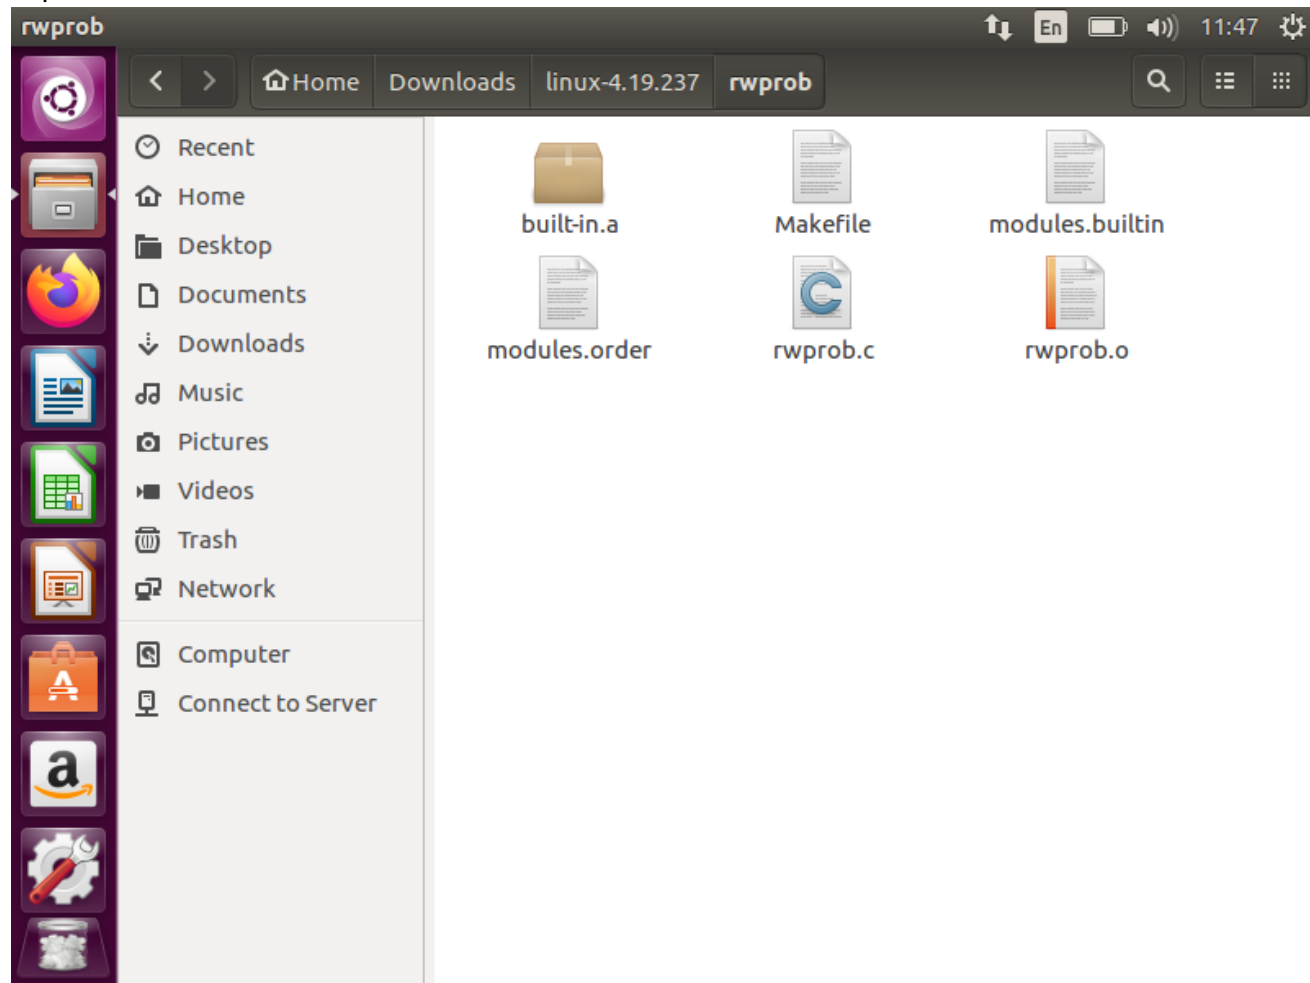 rwprob
En
11:47
Home Downloads linux-4.19.237 rwprob
Recent
Home
Desktop
Documents
Downloads
Music
Pictures
Videos
Trash
Network
Computer
Connect to Server
built-in.a Makefile modules.builtin
modules.order rwprob.c rwprob.o